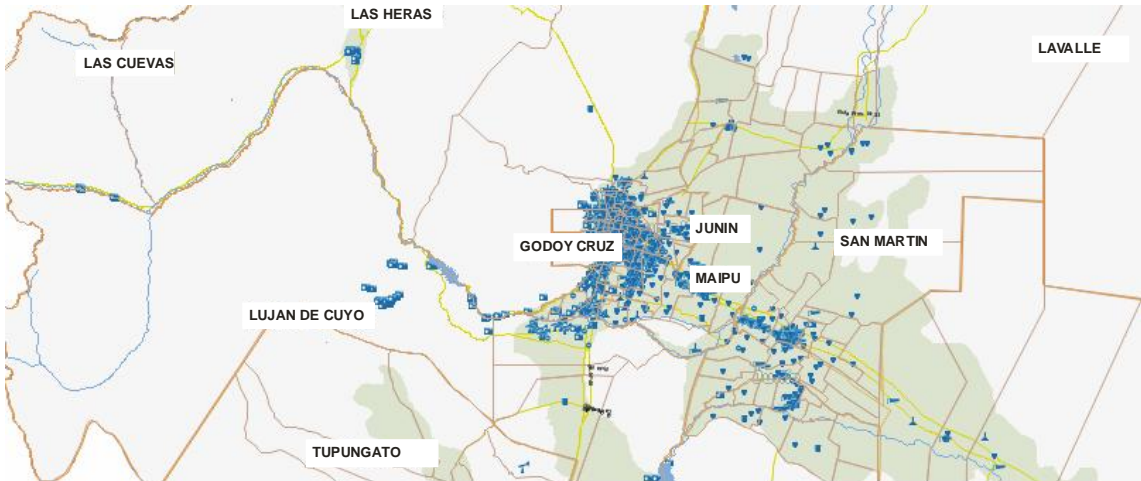 LAS HERAS
LAS CUEVAS
LAVALLE
JUNIN
GODOY CRUZ
SAN MARTIN
MAIPU
LUJAN DE CUYO
TUPUNGATO